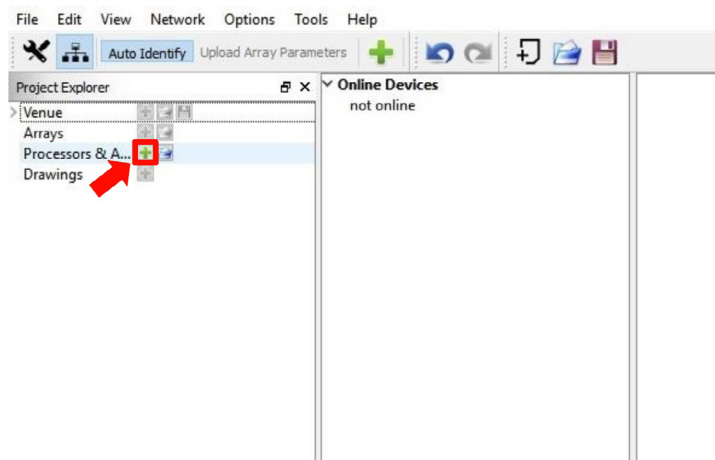 File Edit View Network Options Tools Help
Auto Identify Upload Array Parameters
Project Explorer
Venue
Arrays
Processors & A...
Drawings
Online Devices
not online